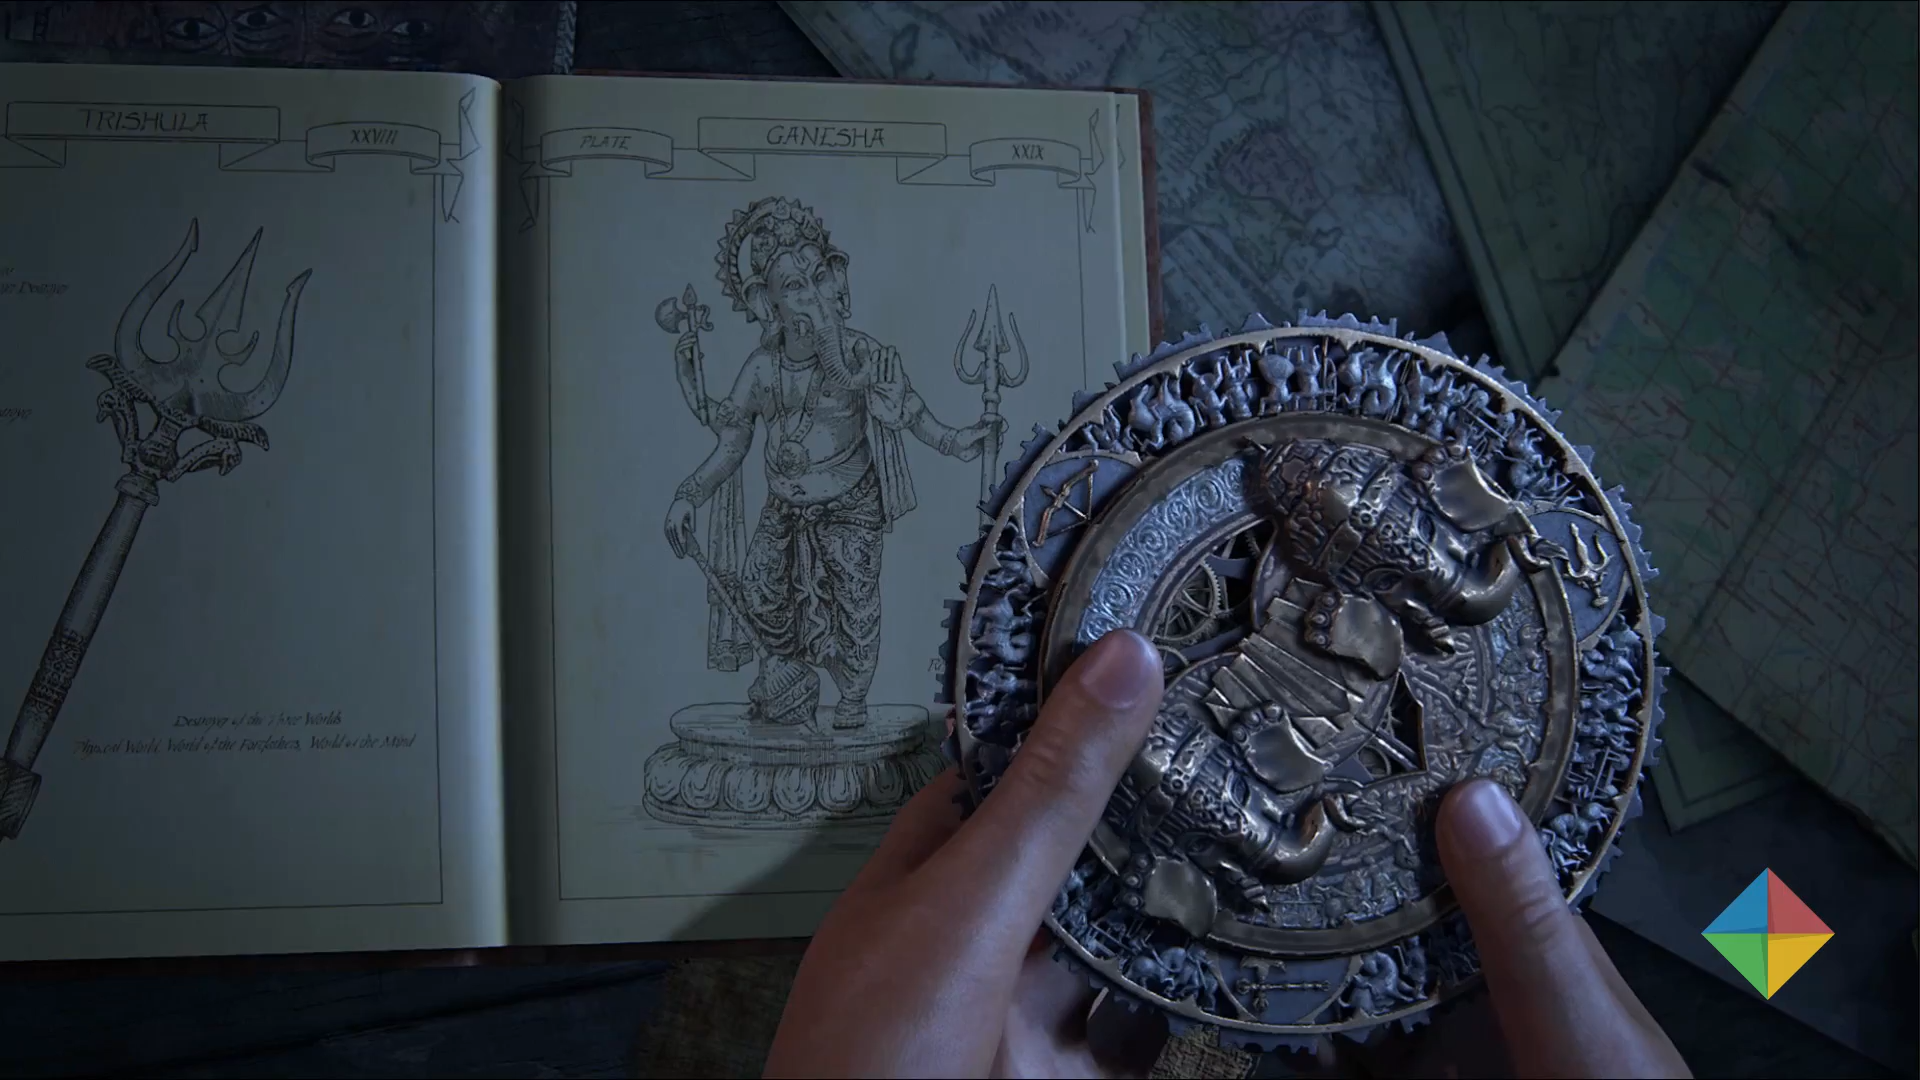 TRISHULA
XXVIII
Destroyer of the Three Worlds
Physical World, World of the Forefathers, World of the Mind
PLATE
GANESHA
XXIX